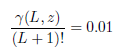 γ(L, z) / (L + 1)! = 0.01